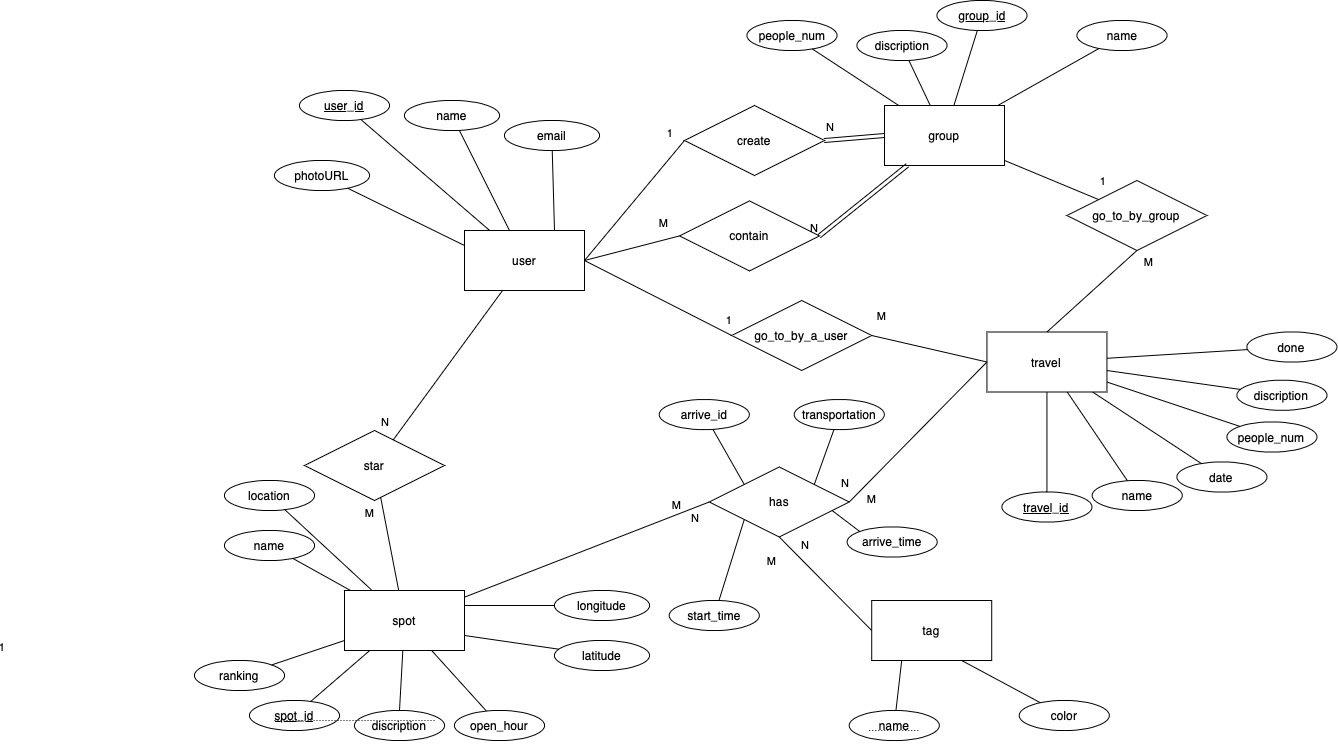 group_id
people_num
discription
name
user_id
name
email
photoURL
1
create
N
group
M
contain
N
1
go_to_by_group
M
user
1
go_to_by_a_user
M
travel
done
discription
people_num
date
name
travel_id
N
star
M
arrive_id
transportation
N
M
has
M
N
arrive_time
M
N
start_time
location
name
spot
longitude
latitude
ranking
spot_id
discription
open_hour
tag
name
color
1